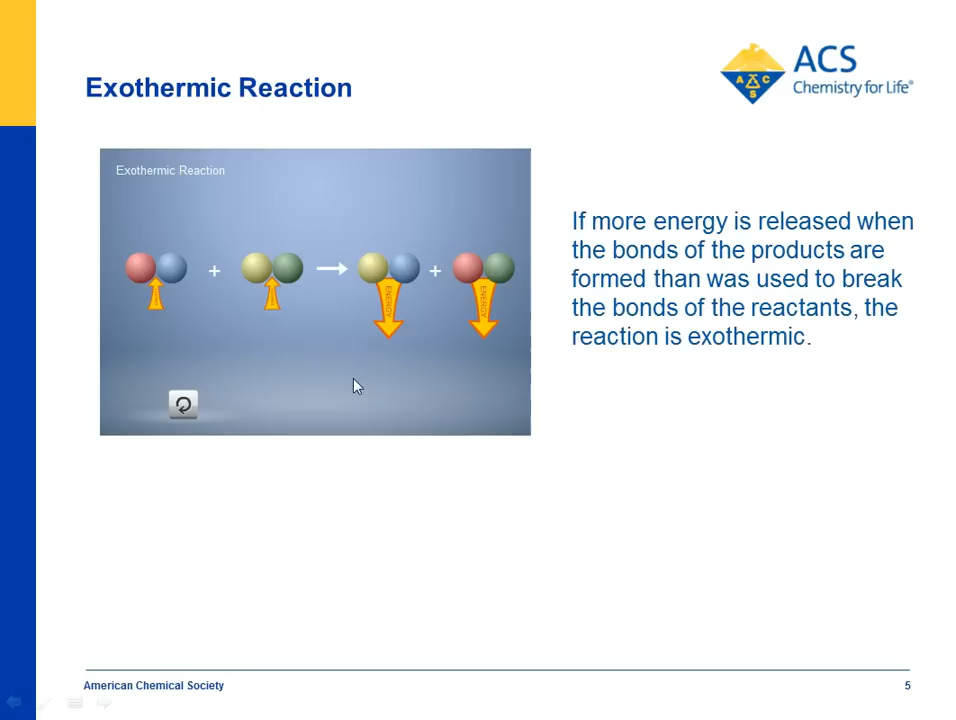 Exothermic Reaction
ACS
Chemistry for Life®
A C S
Exothermic Reaction
+
+
ENERGY
ENERGY
If more energy is released when
the bonds of the products are
formed than was used to break
the bonds of the reactants, the
reaction is exothermic.
American Chemical Society
5